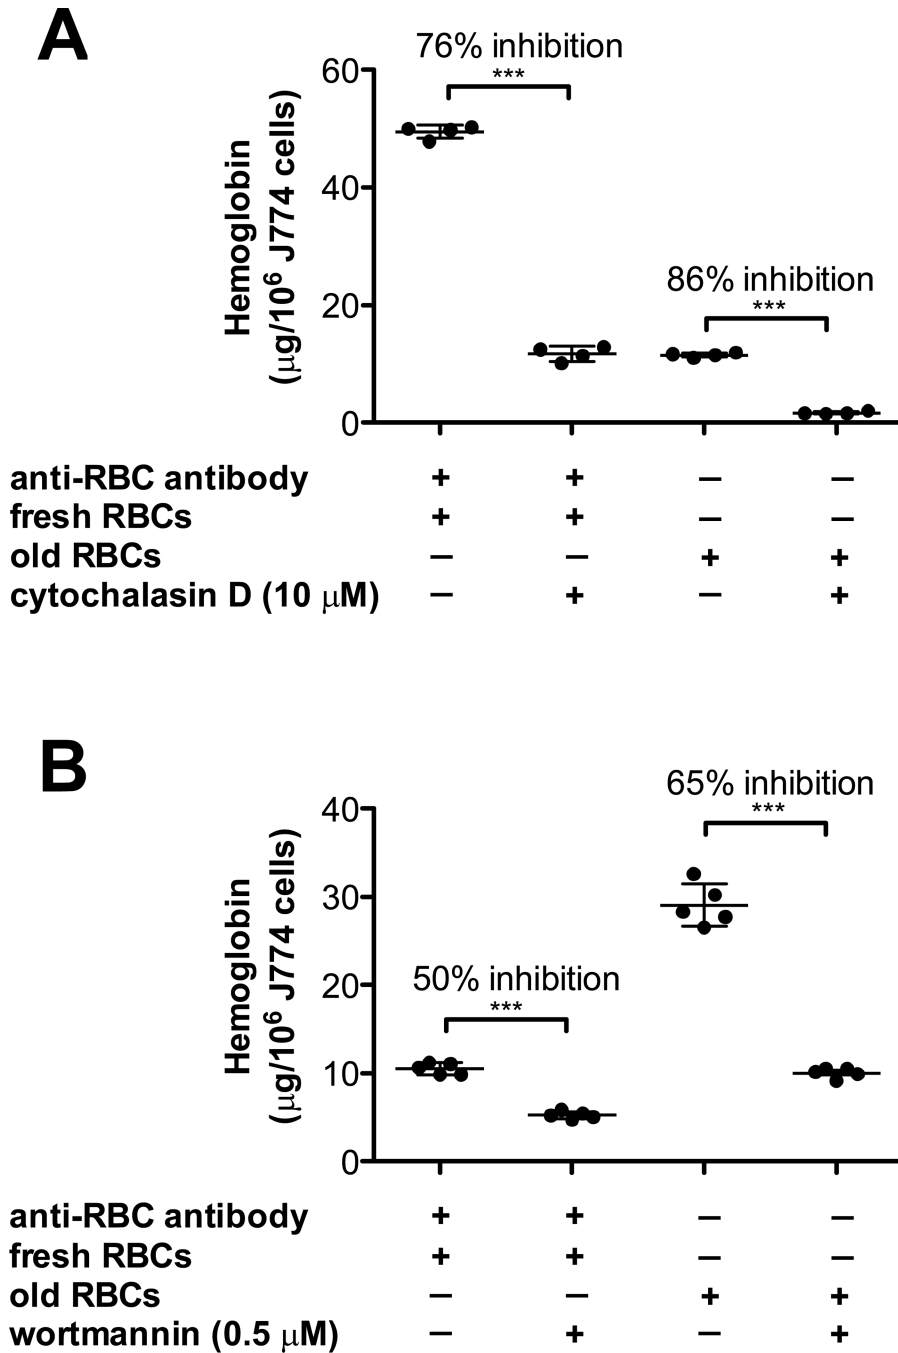 A
76% inhibition
***
60
40
20
0
Hemoglobin
(μg/10⁶ J774 cells)
86% inhibition
***
anti-RBC antibody + + – –
fresh RBCs + + – –
old RBCs – – + +
cytochalasin D (10 μM) – + – +
B
65% inhibition
***
40
30
20
10
0
Hemoglobin
(μg/10⁶ J774 cells)
50% inhibition
***
anti-RBC antibody + + – –
fresh RBCs + + – –
old RBCs – – + +
wortmannin (0.5 μM) – + – +